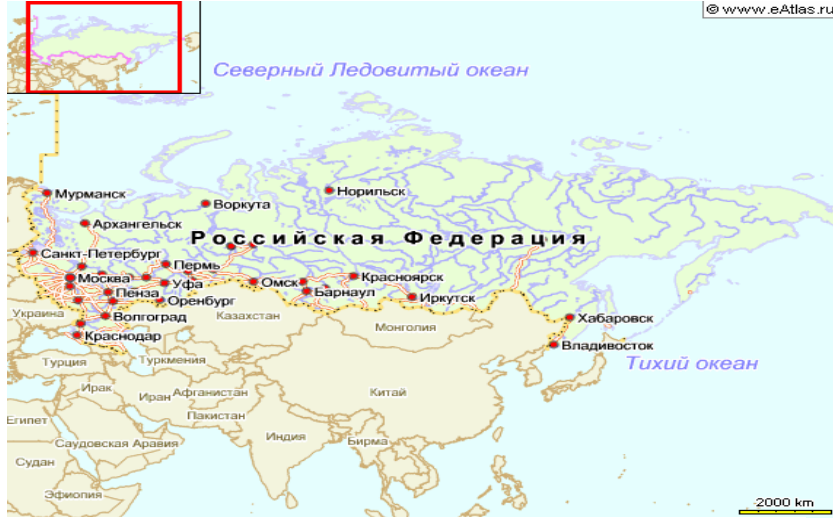 © www.eAtlas.ru
Северный Ледовитый океан
Мурманск
Норильск
Воркута
Архангельск
Российская Федерация
Санкт-Петербург
Пермь
Москва
Уфа
Омск
Красноярск
Пенза
Барнаул
Иркутск
Оренбург
Украина
Волгоград
Казахстан
Хабаровск
Монголия
Краснодар
Владивосток
Турция
Туркмения
Тихий океан
Ирак
Иран
Афганистан
Китай
Пакистан
Египет
Индия
Бирма
Саудовская Аравия
Судан
Эфиопия
2000 km